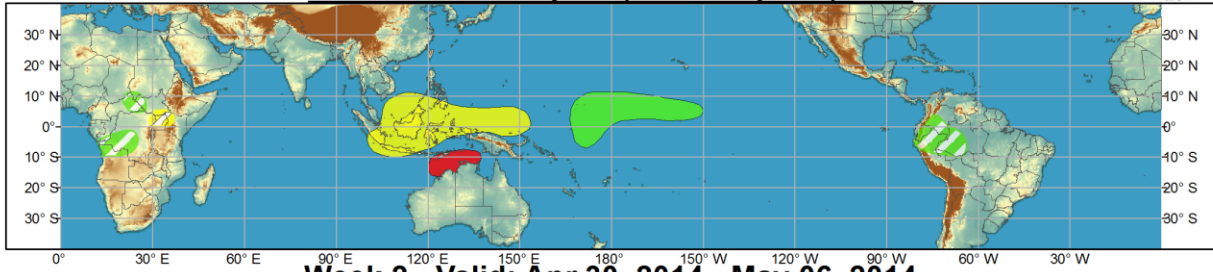 30° N 30° N
20° N 20° N
10° N 10° N
0° 0°
10° S 10° S
20° S 20° S
30° S 30° S
0° 30° E 60° E 90° E 120° E 150° E 180° 150° W 120° W 90° W 60° W 30° W
Week 2 - Valid: Apr 30, 2014 - May 06, 2014